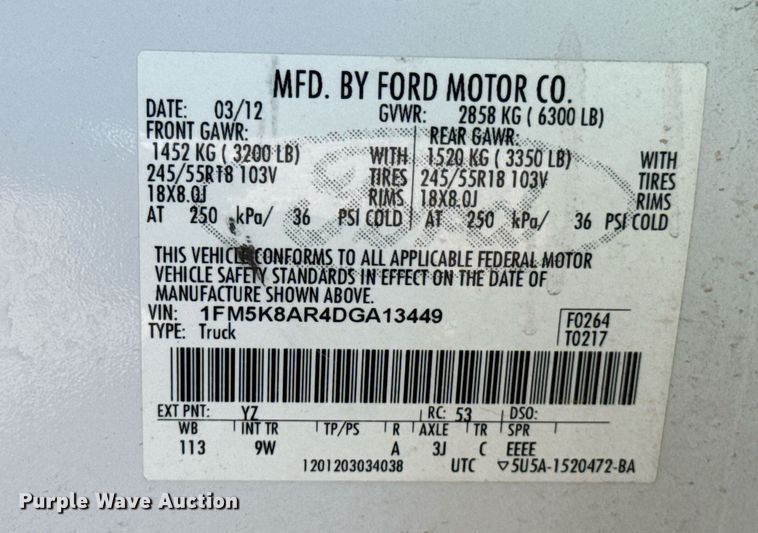 MFD. BY FORD MOTOR CO.
DATE: 03/12 GVWR: 2858 KG ( 6300 LB)
FRONT GAWR: REAR GAWR:
1452 KG ( 3200 LB) WITH 1520 KG ( 3350 LB) WITH
245/55R18 103V TIRES 245/55R18 103V TIRES
18X8.0J RIMS 18X8.0J RIMS
AT 250 kPa/ 36 PSI COLD AT 250 kPa/ 36 PSI COLD
Ford
THIS VEHICLE CONFORMS TO ALL APPLICABLE FEDERAL MOTOR
VEHICLE SAFETY STANDARDS IN EFFECT ON THE DATE OF
MANUFACTURE SHOWN ABOVE.
VIN: 1FM5K8AR4DGA13449 F0264
TYPE: Truck T0217
EXT PNT: YZ RC: 53 DSO:
WB INT TR TP/PS R AXLE TR SPR
113 9W A 3J C EEEE
1201203034038 UTC ▽5U5A-1520472-BA
Purple Wave Auction